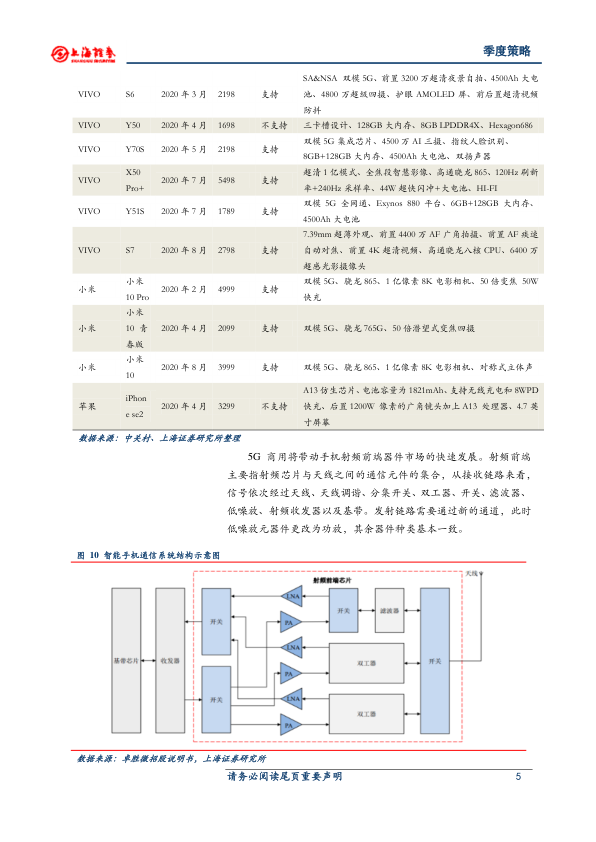 上海证券
SHANGHAI SECURITIES
季度策略
SA&NSA 双模 5G、前置 3200 万超清夜景自拍、4500Ah 大电
VIVO S6 2020 年 3 月 2198 支持 池、4800 万超级四摄、护眼 AMOLED 屏、前后置超清视频
防抖
VIVO Y50 2020 年 4 月 1698 不支持 三卡槽设计、128GB 大内存、8GB LPDDR4X、Hexagon686
VIVO Y70S 2020 年 5 月 2198 支持 双模 5G 集成芯片、4500 万 AI 三摄、指纹人脸识别、
8GB+128GB 大内存、4500Ah 大电池、双扬声器
VIVO X50 Pro+ 2020 年 7 月 5498 支持 超清 1 亿模式、全焦段智慧影像、高通骁龙 865、120Hz 刷新
率+240Hz 采样率、44W 超快闪冲+大电池、HI-FI
VIVO Y51S 2020 年 7 月 1789 支持 双模 5G 全网通、Exynos 880 平台、6GB+128GB 大内存、
4500Ah 大电池
7.39mm 超薄外观、前置 4400 万 AF 广角拍摄、前置 AF 疾速
VIVO S7 2020 年 8 月 2798 支持 自动对焦、前置 4K 超清视频、高通骁龙八核 CPU、6400 万
超感光影摄像头
小米 小米 10 Pro 2020 年 2 月 4999 支持 双模 5G、骁龙 865、1 亿像素 8K 电影相机、50 倍变焦 50W
快充
小米 小米 10 青春版 2020 年 4 月 2099 支持 双模 5G、骁龙 765G、50 倍潜望式变焦四摄
小米 小米 10 2020 年 8 月 3999 支持 双模 5G、骁龙 865、1 亿像素 8K 电影相机、对称式立体声
A13 仿生芯片、电池容量为 1821mAh、支持无线充电和 8WPD
苹果 iPhone se2 2020 年 4 月 3299 不支持 快充、后置 1200W 像素的广角镜头加上 A13 处理器、4.7 英
寸屏幕
数据来源：中关村、上海证券研究所整理
5G 商用将带动手机射频前端器件市场的快速发展。射频前端
主要指射频芯片与天线之间的通信元件的集合，从接收链路来看，
信号依次经过天线、天线调谐、分集开关、双工器、开关、滤波器、
低噪放、射频收发器以及基带。发射链路需要通过新的通道，此时
低噪放元器件更改为功放，其余器件种类基本一致。
图 10 智能手机通信系统结构示意图
天线
射频前端芯片
LNA
开关
开关
滤波器
PA
LNA
基带芯片
收发器
双工器
开关
PA
开关
LNA
双工器
PA
数据来源：卓胜微招股说明书，上海证券研究所
请务必阅读尾页重要声明
5